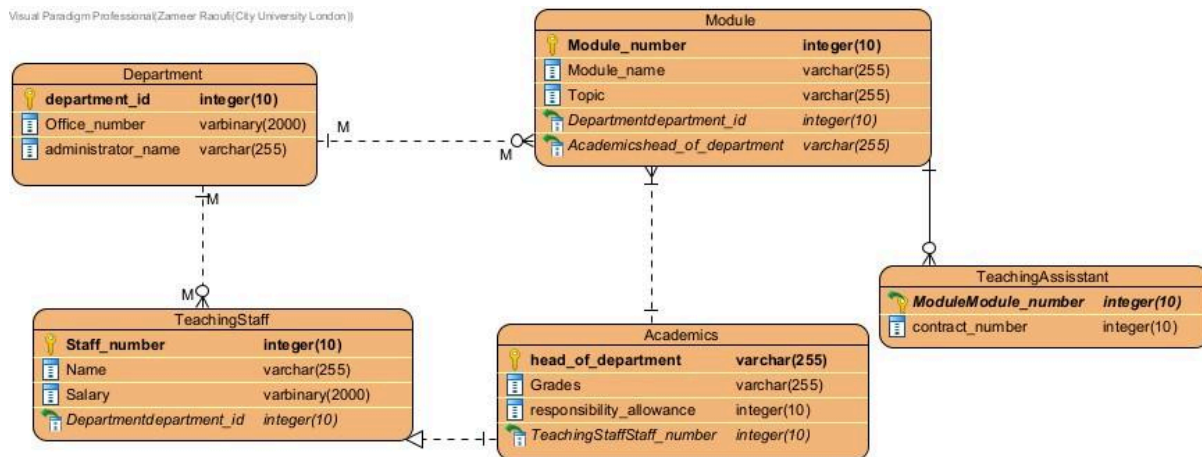 Visual Paradigm Professional(Zameer Raoufi(City University London))
Module
Module_number integer(10)
Module_name varchar(255)
Topic varchar(255)
Departmentdepartment_id integer(10)
Academicshead_of_department varchar(255)
Department
department_id integer(10)
Office_number varbinary(2000)
administrator_name varchar(255)
M
M
M
M
TeachingStaff
Staff_number integer(10)
Name varchar(255)
Salary varbinary(2000)
Departmentdepartment_id integer(10)
Academics
head_of_department varchar(255)
Grades varchar(255)
responsibility_allowance integer(10)
TeachingStaffStaff_number integer(10)
TeachingAssisstant
ModuleModule_number integer(10)
contract_number integer(10)